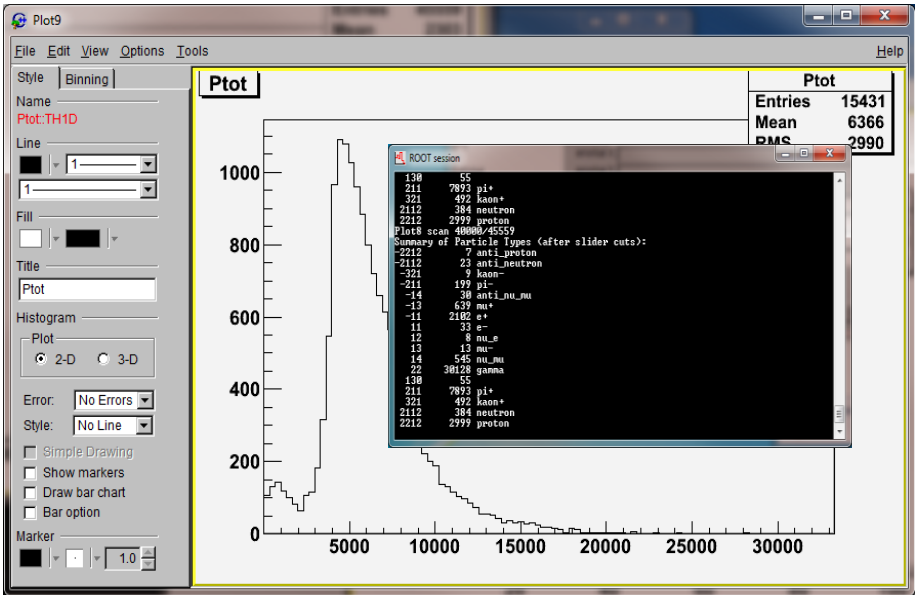 Plot9
File Edit View Options Tools Help
Style Binning
Name
Ptot::TH1D
Line
1
1
Fill
Title
Ptot
Histogram
Plot
2-D 3-D
Error: No Errors
Style: No Line
Simple Drawing
Show markers
Draw bar chart
Bar option
Marker
1.0
Ptot
Ptot
Entries 15431
Mean 6366
RMS 2990
1000
800
600
400
200
0
5000 10000 15000 20000 25000 30000
ROOT session
130 55
211 7893 pi+
321 492 kaon+
2112 384 neutron
2212 2999 proton
Plot8 scan 40000/45559
Summary of Particle Types (after slider cuts):
-2212 7 anti_proton
-2112 23 anti_neutron
-321 9 kaon-
-211 199 pi-
-14 30 anti_nu_mu
-13 639 mu+
-11 2102 e+
11 33 e-
12 8 nu_e
13 13 mu-
14 545 nu_mu
22 30128 gamma
130 55
211 7893 pi+
321 492 kaon+
2112 384 neutron
2212 2999 proton